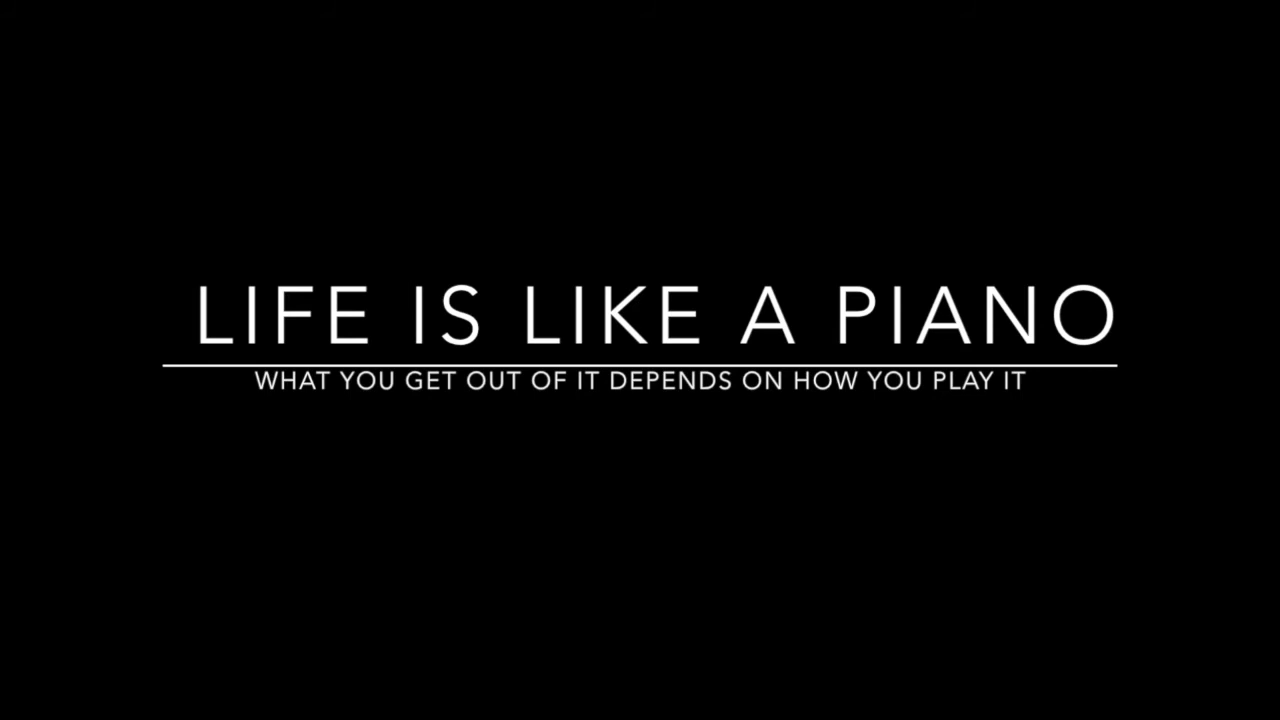 LIFE IS LIKE A PIANO
WHAT YOU GET OUT OF IT DEPENDS ON HOW YOU PLAY IT